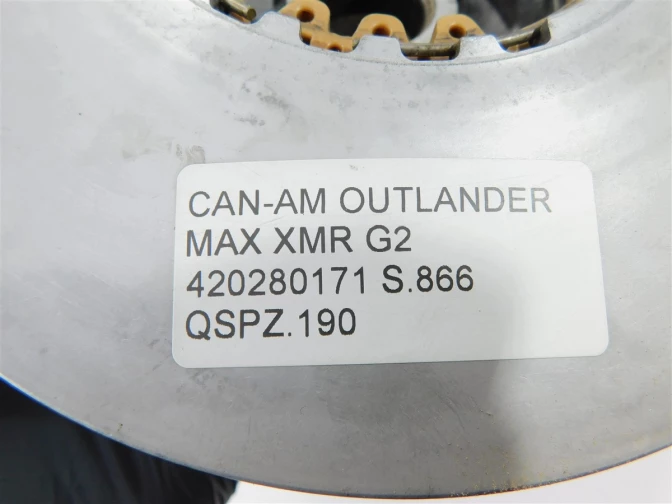 CAN-AM OUTLANDER
MAX XMR G2
420280171 S.866
QSPZ.190